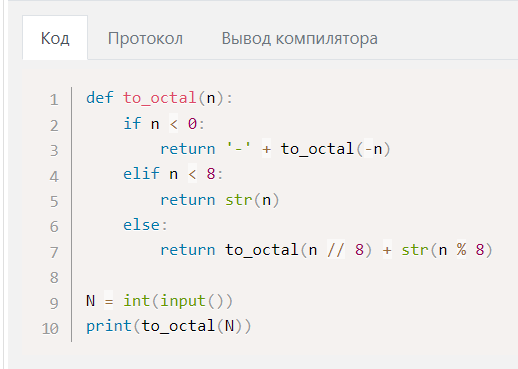 Код Протокол Вывод компилятора
1 def to_octal(n):
2     if n < 0:
3         return '-' + to_octal(-n)
4     elif n < 8:
5         return str(n)
6     else:
7         return to_octal(n // 8) + str(n % 8)
8
9 N = int(input())
10 print(to_octal(N))